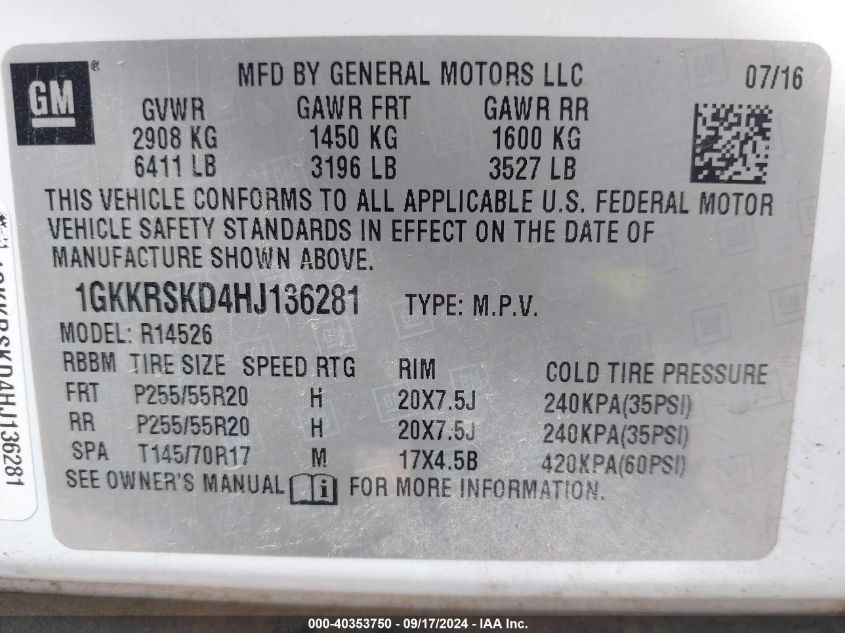 GM ®
MFD BY GENERAL MOTORS LLC 07/16
GVWR GAWR FRT GAWR RR
2908 KG 1450 KG 1600 KG
6411 LB 3196 LB 3527 LB
THIS VEHICLE CONFORMS TO ALL APPLICABLE U.S. FEDERAL MOTOR
VEHICLE SAFETY STANDARDS IN EFFECT ON THE DATE OF
MANUFACTURE SHOWN ABOVE.
1GKKRSKD4HJ136281 TYPE: M.P.V.
MODEL: R14526
RBBM TIRE SIZE SPEED RTG RIM COLD TIRE PRESSURE
FRT P255/55R20 H 20X7.5J 240KPA(35PSI)
RR P255/55R20 H 20X7.5J 240KPA(35PSI)
SPA T145/70R17 M 17X4.5B 420KPA(60PSI)
SEE OWNER'S MANUAL FOR MORE INFORMATION.
1GKKRSKD4HJ136281
000-40353750 - 09/17/2024 - IAA Inc.